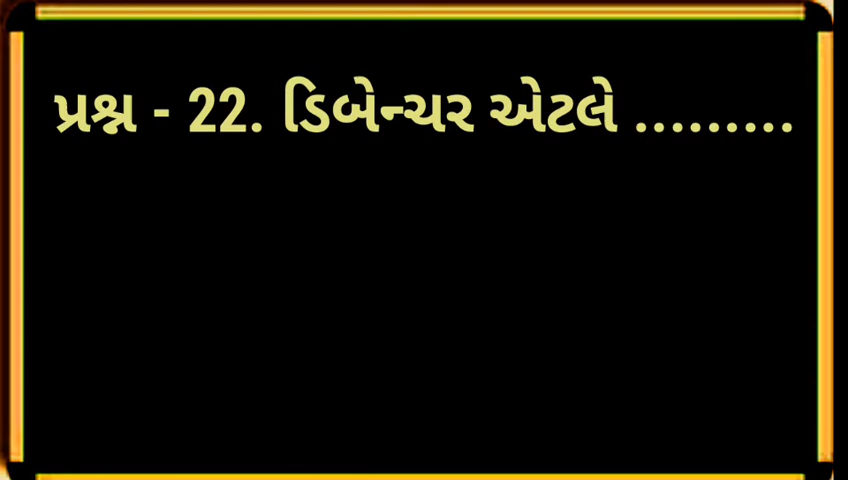 પ્રશ્ન - 22. ડિબેન્ચર એટલે .........